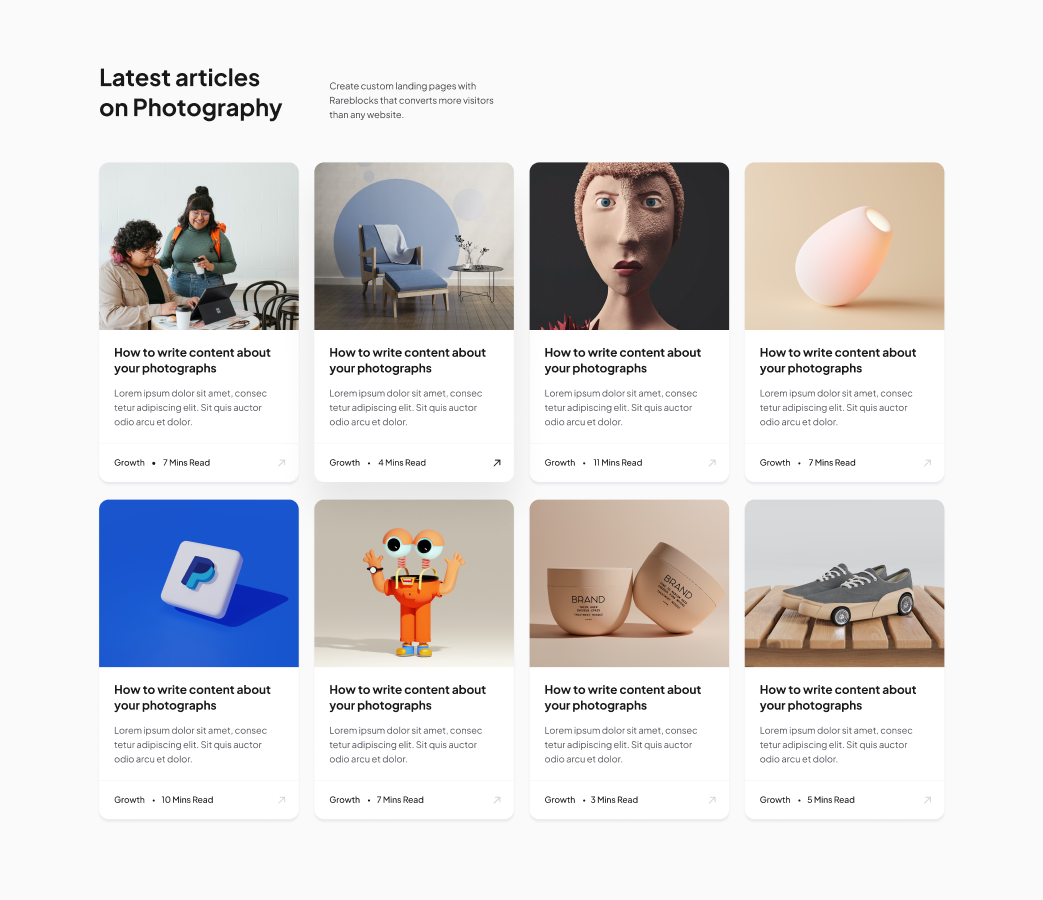 Latest articles
on Photography
Create custom landing pages with
Rareblocks that converts more visitors
than any website.
How to write content about
your photographs
Lorem ipsum dolor sit amet, consec
tetur adipiscing elit. Sit quis auctor
odio arcu et dolor.
Growth • 7 Mins Read
How to write content about
your photographs
Lorem ipsum dolor sit amet, consec
tetur adipiscing elit. Sit quis auctor
odio arcu et dolor.
Growth • 4 Mins Read
How to write content about
your photographs
Lorem ipsum dolor sit amet, consec
tetur adipiscing elit. Sit quis auctor
odio arcu et dolor.
Growth • 11 Mins Read
How to write content about
your photographs
Lorem ipsum dolor sit amet, consec
tetur adipiscing elit. Sit quis auctor
odio arcu et dolor.
Growth • 7 Mins Read
How to write content about
your photographs
Lorem ipsum dolor sit amet, consec
tetur adipiscing elit. Sit quis auctor
odio arcu et dolor.
Growth • 10 Mins Read
How to write content about
your photographs
Lorem ipsum dolor sit amet, consec
tetur adipiscing elit. Sit quis auctor
odio arcu et dolor.
Growth • 7 Mins Read
BRAND
BRAND
How to write content about
your photographs
Lorem ipsum dolor sit amet, consec
tetur adipiscing elit. Sit quis auctor
odio arcu et dolor.
Growth • 3 Mins Read
How to write content about
your photographs
Lorem ipsum dolor sit amet, consec
tetur adipiscing elit. Sit quis auctor
odio arcu et dolor.
Growth • 5 Mins Read